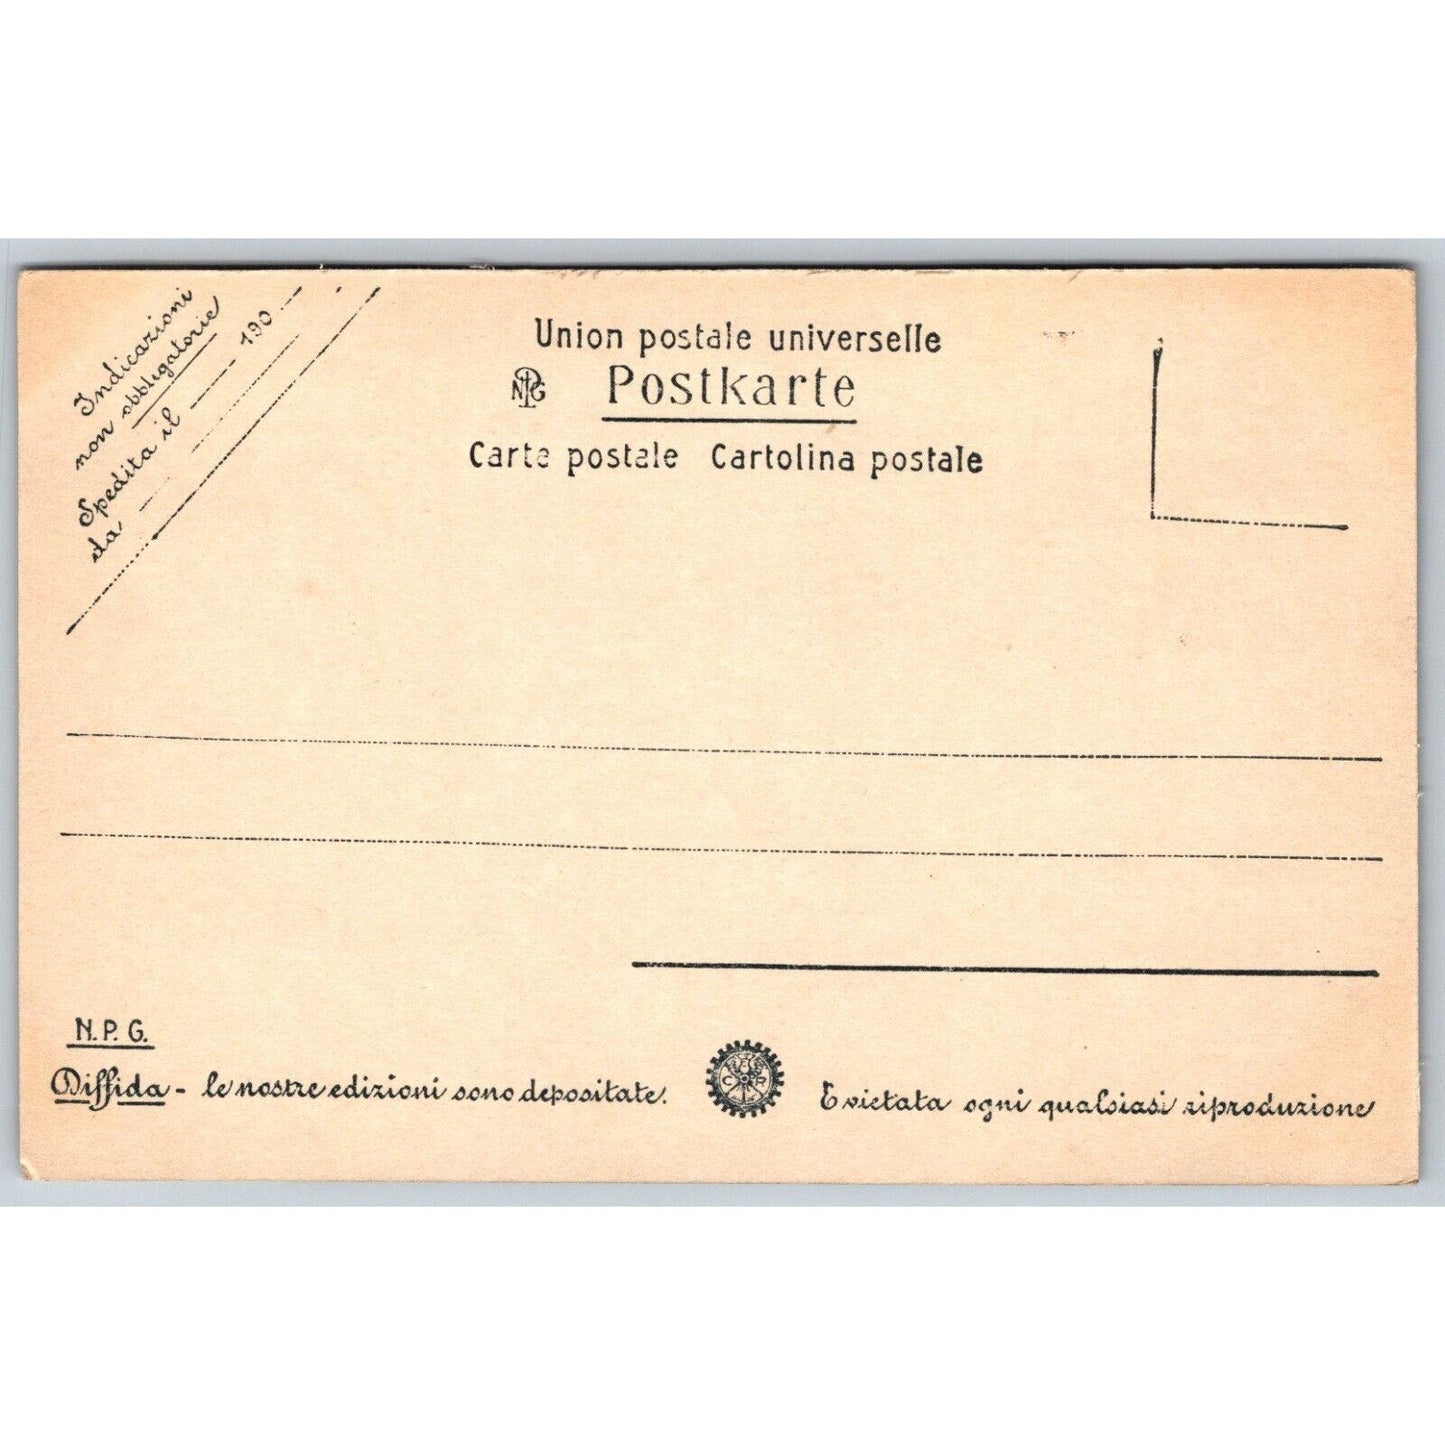 Indicazioni
non obbligatorie
Spedita il 190
da
Union postale universelle
NPG Postkarte
Carte postale Cartolina postale
N.P.G.
Diffida - le nostre edizioni sono depositate.
È vietata ogni qualsiasi riproduzione